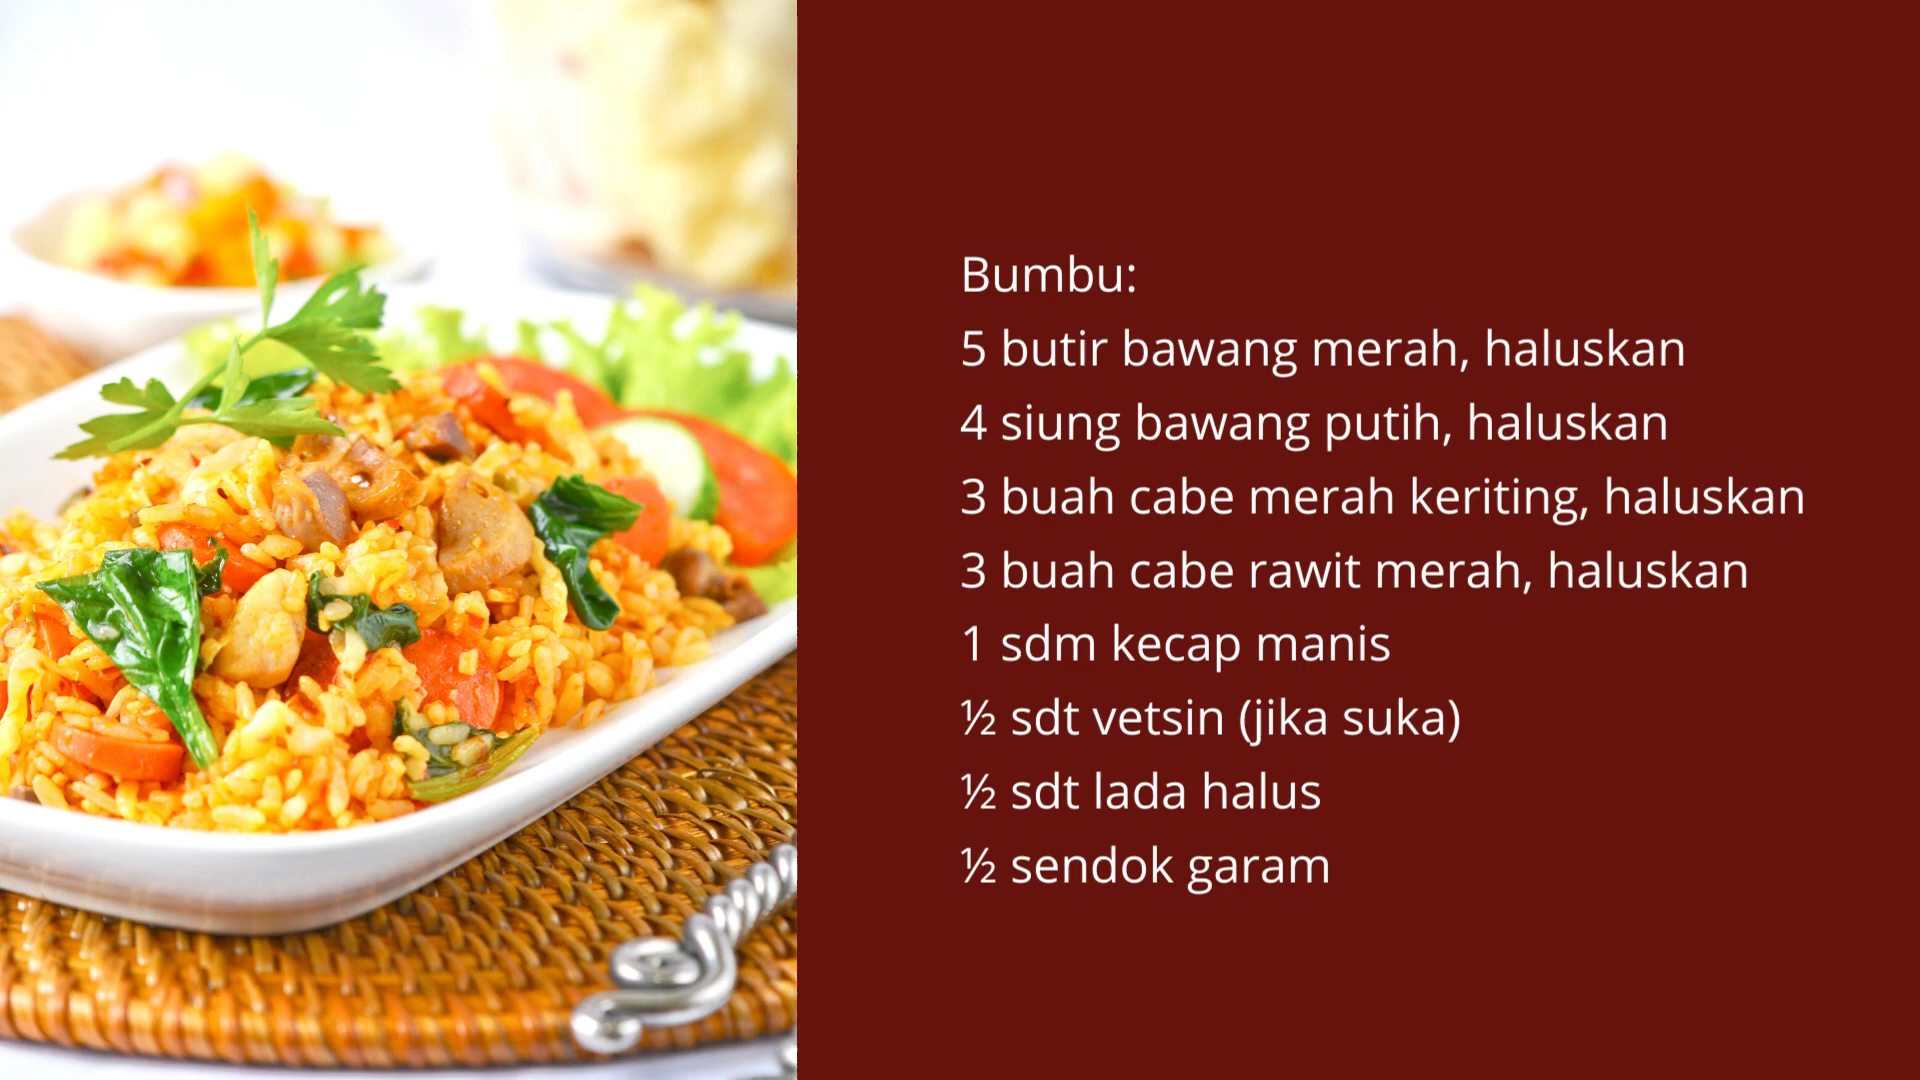 Bumbu:
5 butir bawang merah, haluskan
4 siung bawang putih, haluskan
3 buah cabe merah keriting, haluskan
3 buah cabe rawit merah, haluskan
1 sdm kecap manis
½ sdt vetsin (jika suka)
½ sdt lada halus
½ sendok garam